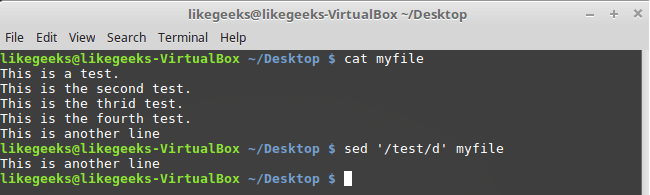 likegeeks@likegeeks-VirtualBox ~/Desktop
File Edit View Search Terminal Help
likegeeks@likegeeks-VirtualBox ~/Desktop $ cat myfile
This is a test.
This is the second test.
This is the thrid test.
This is the fourth test.
This is another line
likegeeks@likegeeks-VirtualBox ~/Desktop $ sed '/test/d' myfile
This is another line
likegeeks@likegeeks-VirtualBox ~/Desktop $